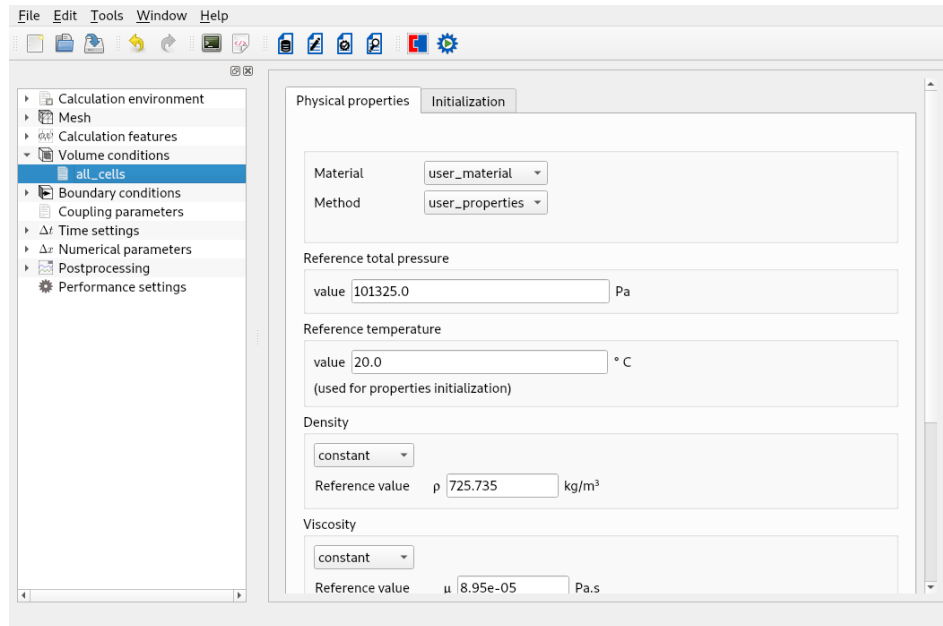 File Edit Tools Window Help
Calculation environment
Mesh
Calculation features
Volume conditions
all_cells
Boundary conditions
Coupling parameters
Δt Time settings
Δx Numerical parameters
Postprocessing
Performance settings
Physical properties Initialization
Material user_material
Method user_properties
Reference total pressure
value 101325.0 Pa
Reference temperature
value 20.0 ° C
(used for properties initialization)
Density
constant
Reference value ρ 725.735 kg/m³
Viscosity
constant
Reference value μ 8.95e-05 Pa.s